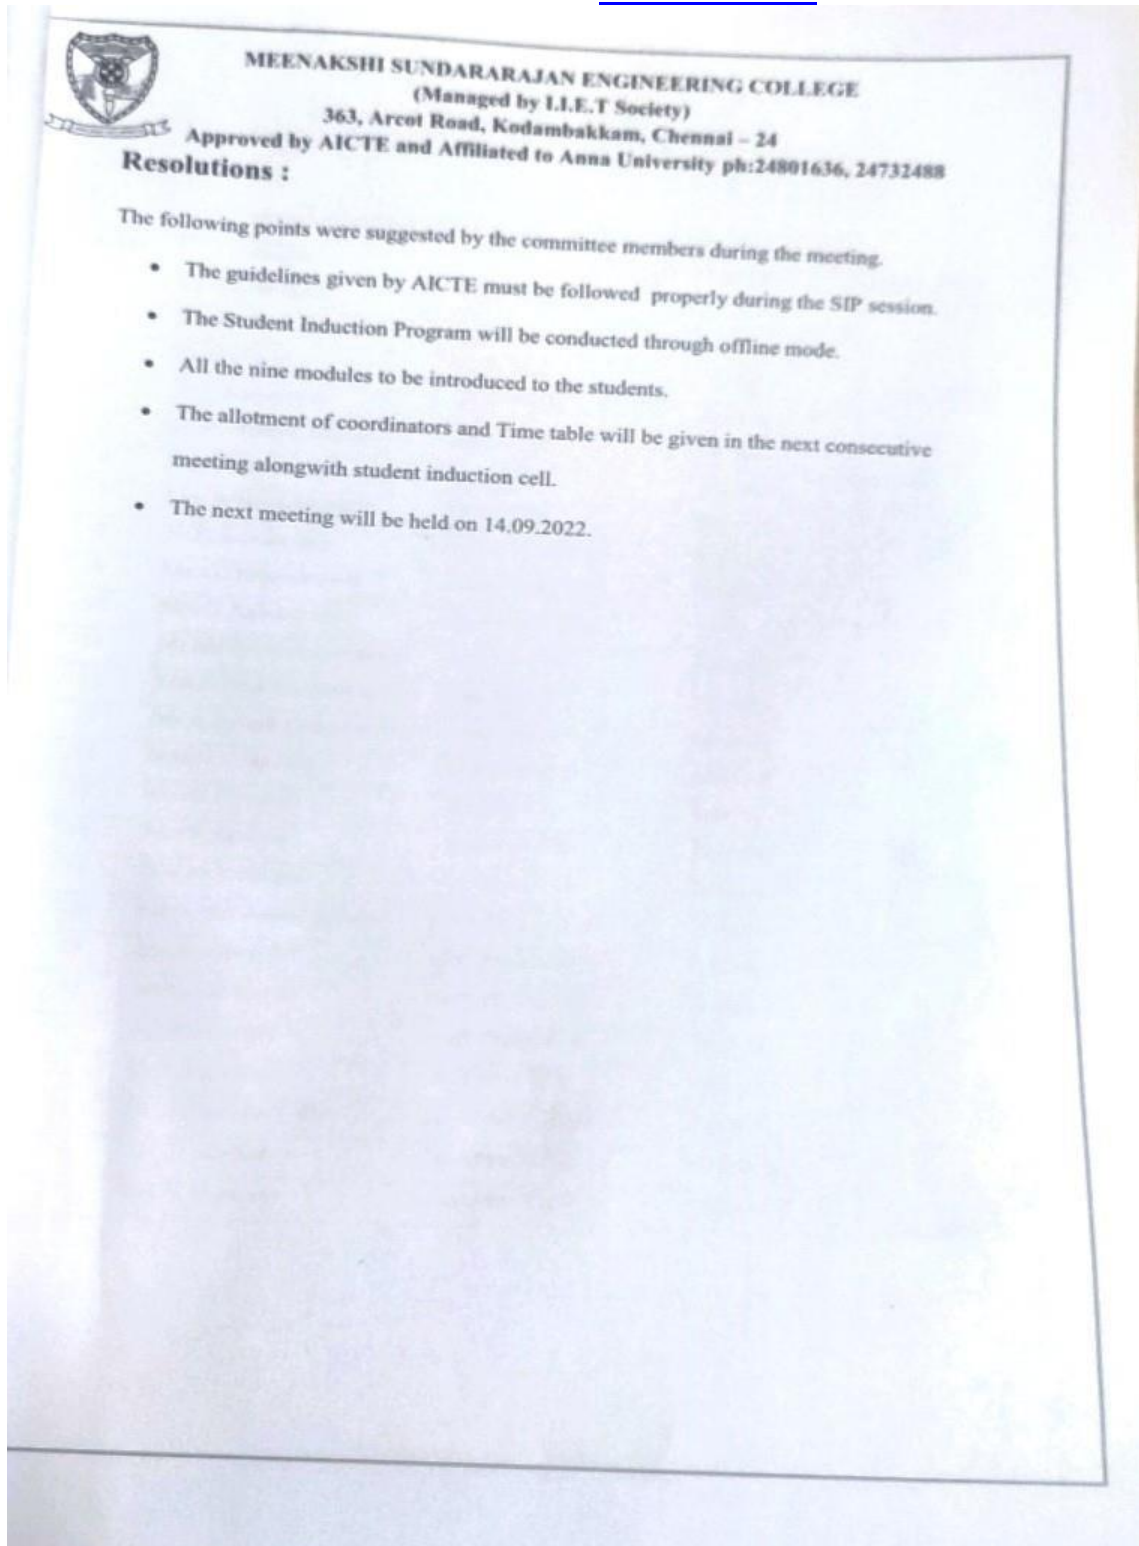 MEENAKSHI SUNDARARAJAN ENGINEERING COLLEGE
(Managed by I.I.E.T Society)
363, Arcot Road, Kodambakkam, Chennai – 24
Approved by AICTE and Affiliated to Anna University ph:24801636, 24732488
Resolutions :
The following points were suggested by the committee members during the meeting.
• The guidelines given by AICTE must be followed properly during the SIP session.
• The Student Induction Program will be conducted through offline mode.
• All the nine modules to be introduced to the students.
• The allotment of coordinators and Time table will be given in the next consecutive
meeting alongwith student induction cell.
• The next meeting will be held on 14.09.2022.